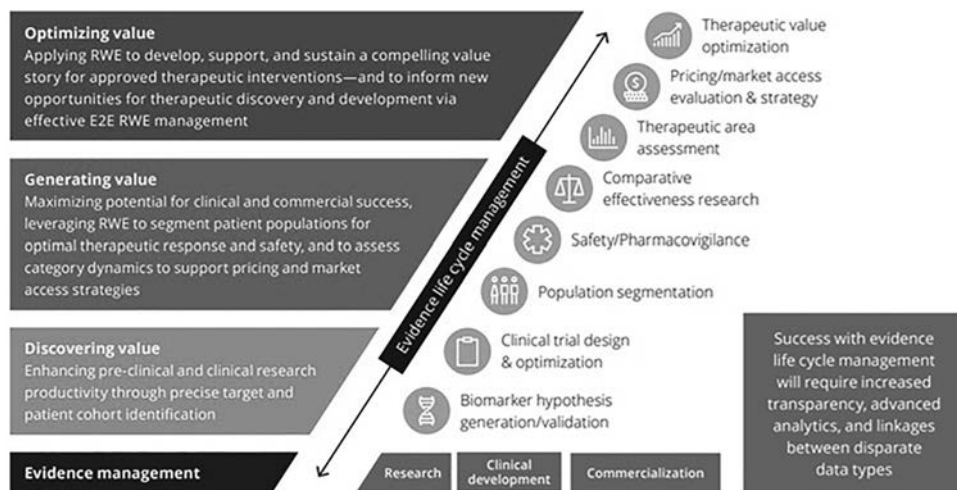 Optimizing value
Applying RWE to develop, support, and sustain a compelling value
story for approved therapeutic interventions—and to inform new
opportunities for therapeutic discovery and development via
effective E2E RWE management
Generating value
Maximizing potential for clinical and commercial success,
leveraging RWE to segment patient populations for
optimal therapeutic response and safety, and to assess
category dynamics to support pricing and market
access strategies
Discovering value
Enhancing pre-clinical and clinical research
productivity through precise target and
patient cohort identification
Evidence management
Evidence life cycle management
Therapeutic value
optimization
$
Pricing/market access
evaluation & strategy
Therapeutic area
assessment
Comparative
effectiveness research
Safety/Pharmacovigilance
Population segmentation
Clinical trial design
& optimization
Biomarker hypothesis
generation/validation
Research
Clinical
development
Commercialization
Success with evidence
life cycle management
will require increased
transparency, advanced
analytics, and linkages
between disparate
data types